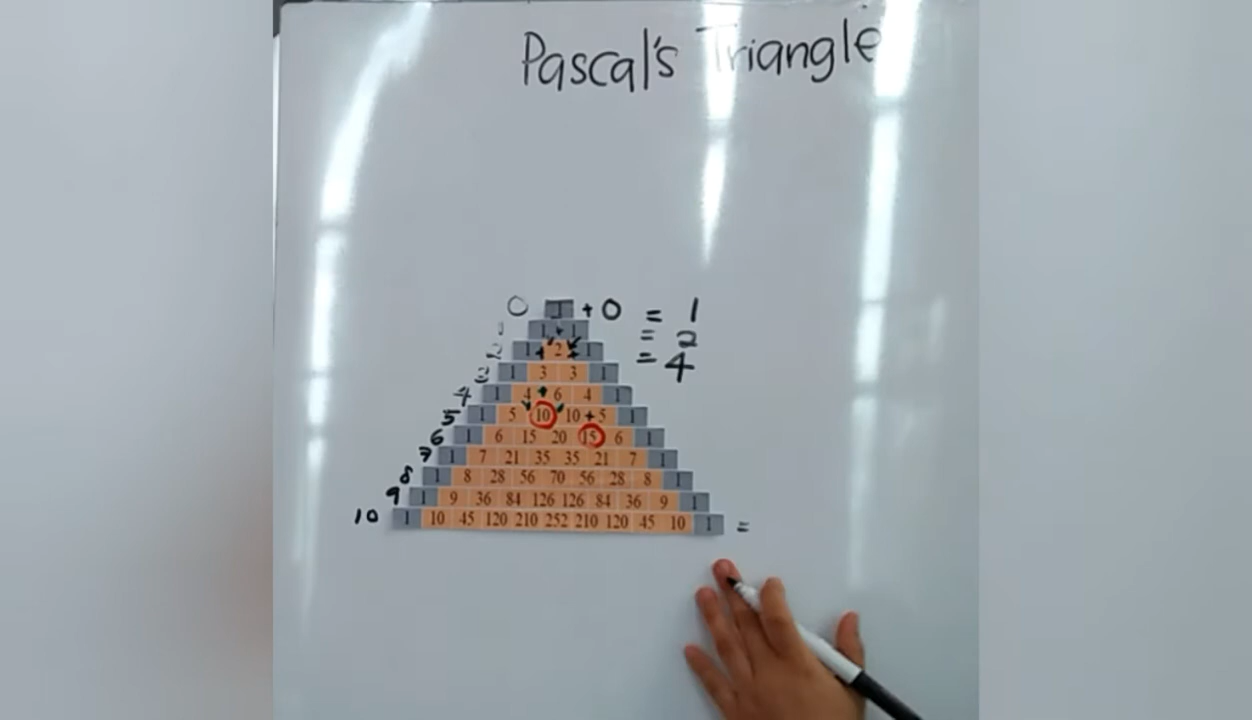 Pascal's Triangle
0 1 + 0 = 1
1 + 1 = 2
2 1 + 2 + 1 = 4
3 1 3 3 1
4 1 4 + 6 4 1
5 1 5 10 10 + 5 1
6 1 6 15 20 15 6 1
7 1 7 21 35 35 21 7 1
8 1 8 28 56 70 56 28 8 1
9 1 9 36 84 126 126 84 36 9 1
10 1 10 45 120 210 252 210 120 45 10 1 =